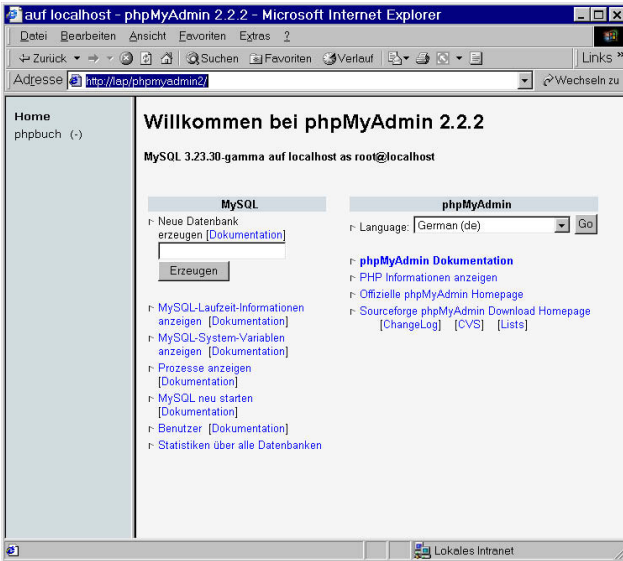 auf localhost - phpMyAdmin 2.2.2 - Microsoft Internet Explorer
Datei Bearbeiten Ansicht Favoriten Extras ?
Zurück Suchen Favoriten Verlauf Links »
Adresse http://lap/phpmyadmin2/ Wechseln zu
Home
phpbuch (-)
Willkommen bei phpMyAdmin 2.2.2
MySQL 3.23.30-gamma auf localhost as root@localhost
MySQL
Neue Datenbank
erzeugen [Dokumentation]
Erzeugen
MySQL-Laufzeit-Informationen
anzeigen [Dokumentation]
MySQL-System-Variablen
anzeigen [Dokumentation]
Prozesse anzeigen
[Dokumentation]
MySQL neu starten
[Dokumentation]
Benutzer [Dokumentation]
Statistiken über alle Datenbanken
phpMyAdmin
Language: German (de) Go
phpMyAdmin Dokumentation
PHP Informationen anzeigen
Offizielle phpMyAdmin Homepage
Sourceforge phpMyAdmin Download Homepage
[ChangeLog] [CVS] [Lists]
Lokales Intranet